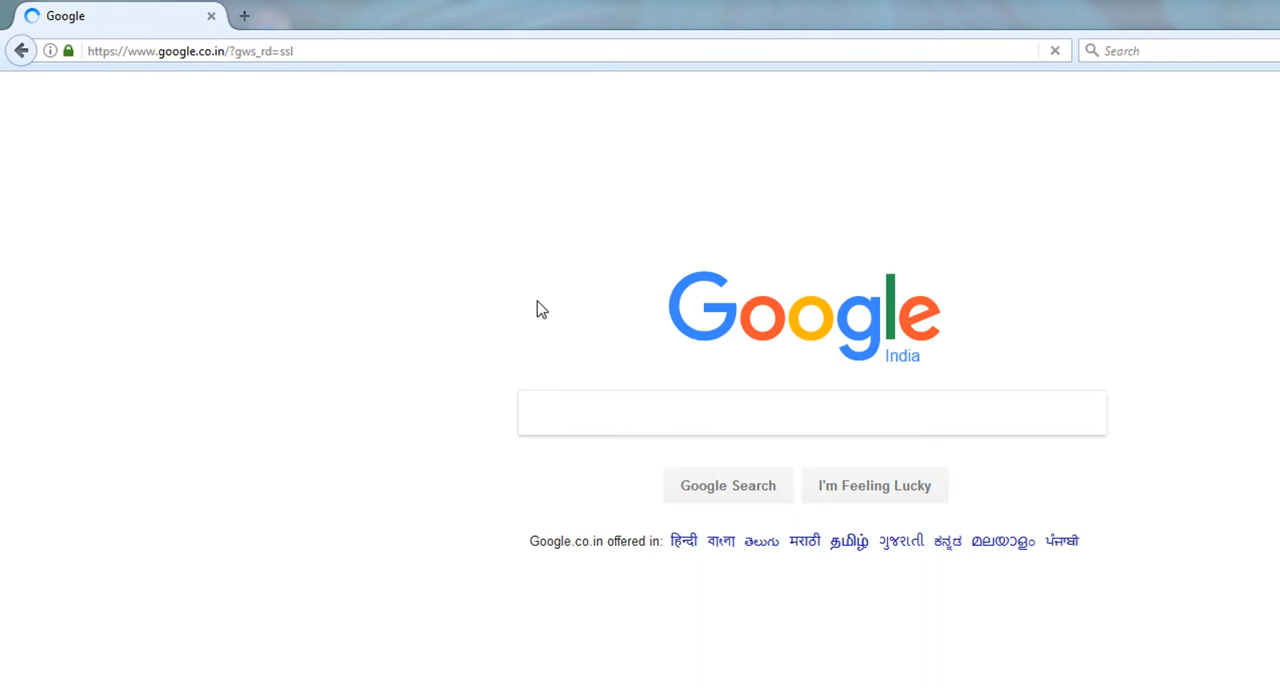 Google
https://www.google.co.in/?gws_rd=ssl
Search
Google
India
Google Search
I'm Feeling Lucky
Google.co.in offered in: हिन्दी বাংলা తెలుగు मराठी தமிழ் ગુજરાતી ಕನ್ನಡ മലയാളം ਪੰਜਾਬੀ